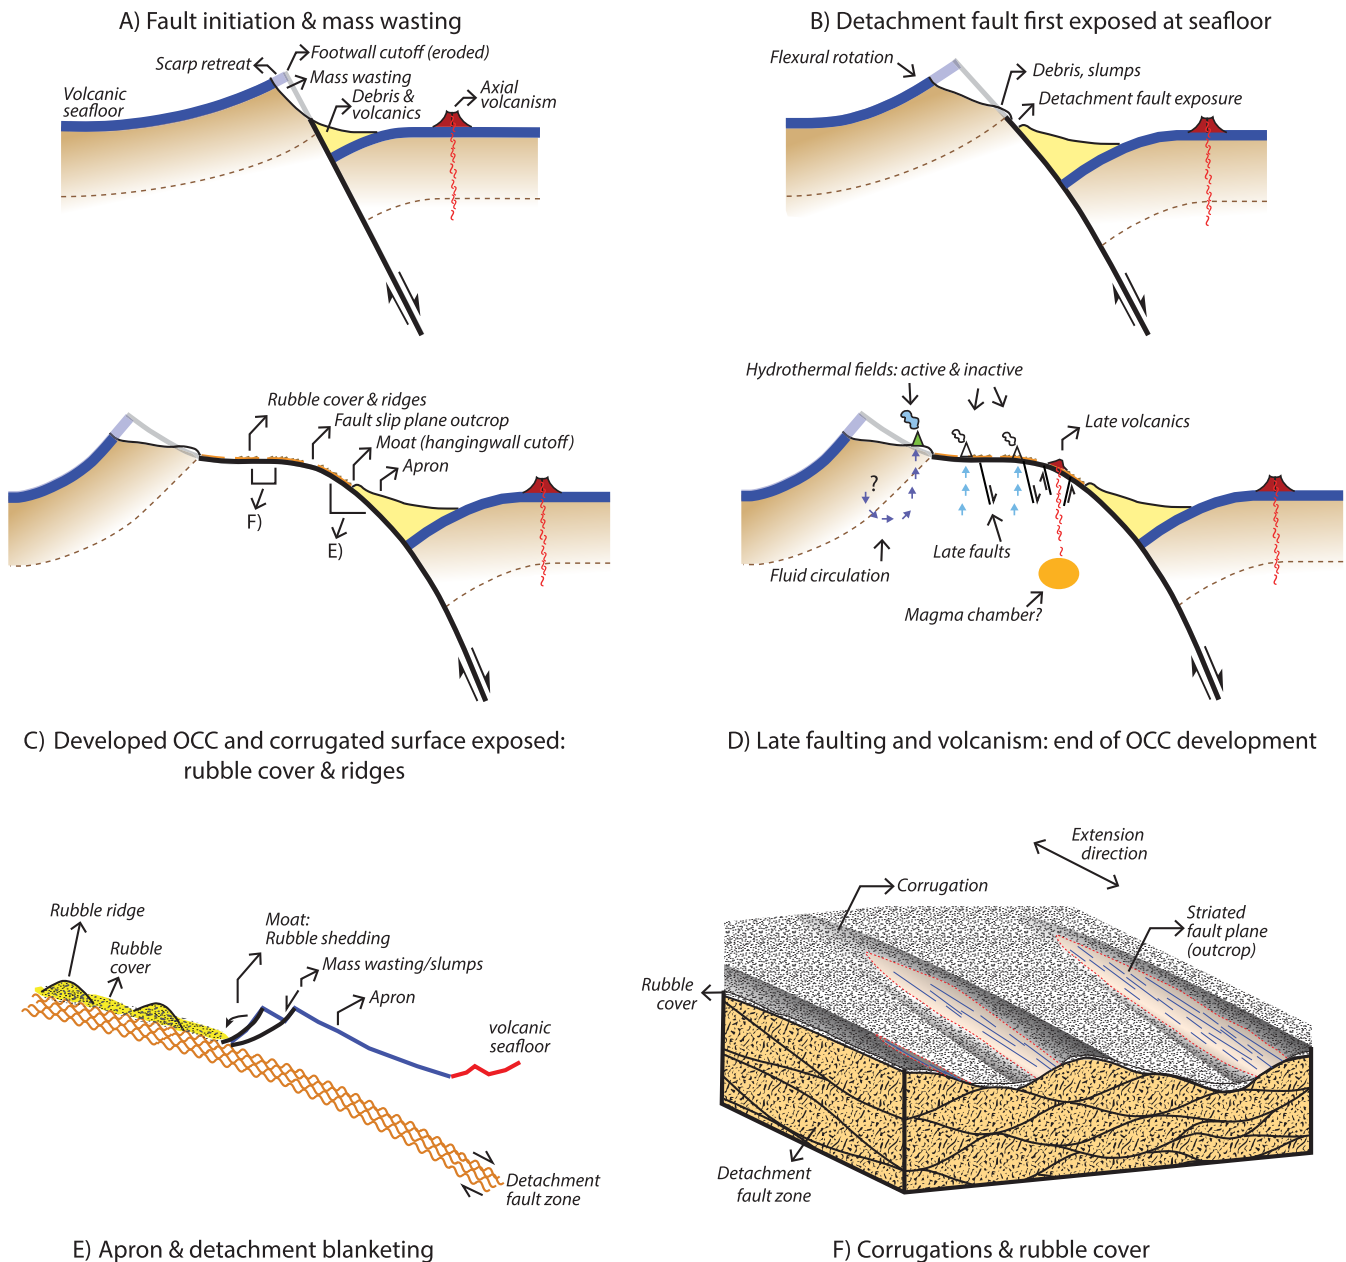 A) Fault initiation & mass wasting
Footwall cutoff (eroded)
Scarp retreat
Mass wasting
Volcanic
seafloor
Debris &
volcanics
Axial
volcanism
B) Detachment fault first exposed at seafloor
Flexural rotation
Debris, slumps
Detachment fault exposure
Rubble cover & ridges
Fault slip plane outcrop
Moat (hangingwall cutoff)
Apron
F)
E)
C) Developed OCC and corrugated surface exposed:
rubble cover & ridges
Hydrothermal fields: active & inactive
Late volcanics
?
Late faults
Fluid circulation
Magma chamber?
D) Late faulting and volcanism: end of OCC development
Rubble ridge
Rubble
cover
Moat:
Rubble shedding
Mass wasting/slumps
Apron
volcanic
seafloor
Detachment
fault zone
E) Apron & detachment blanketing
Extension
direction
Corrugation
Striated
fault plane
(outcrop)
Rubble
cover
Detachment
fault zone
F) Corrugations & rubble cover